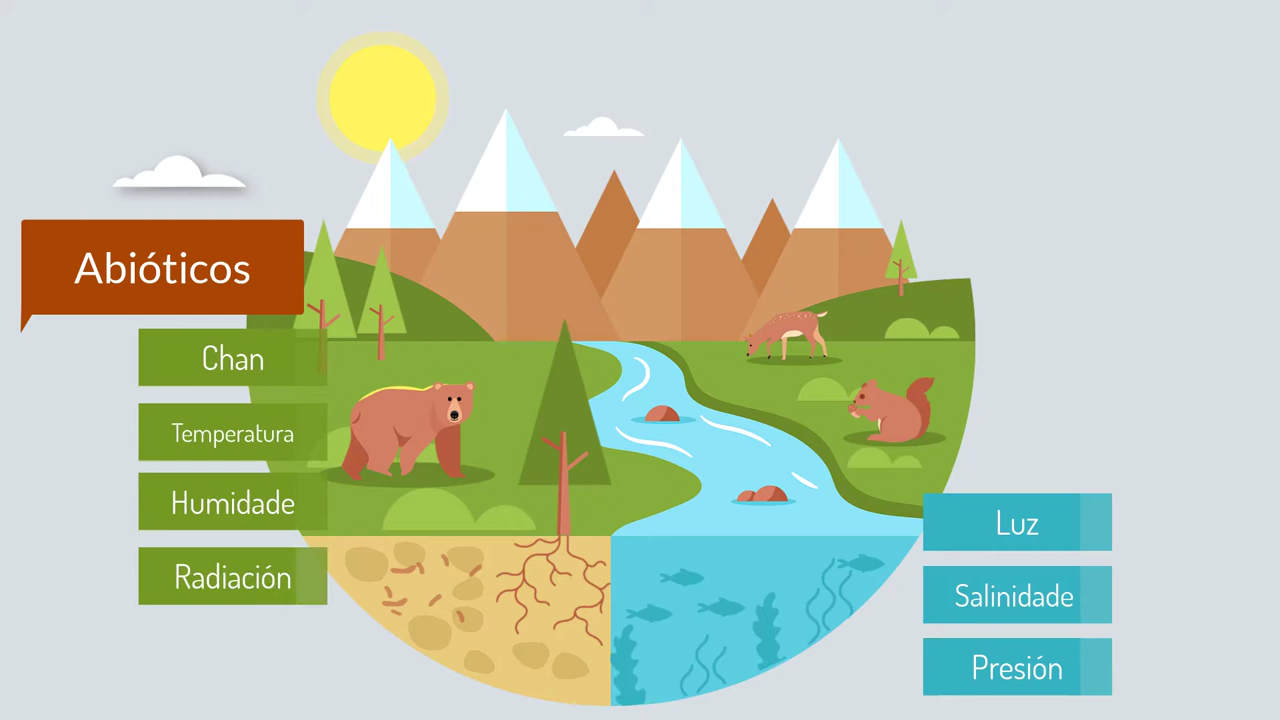 Abióticos
Chan
Temperatura
Humidade
Radiación
Luz
Salinidade
Presión